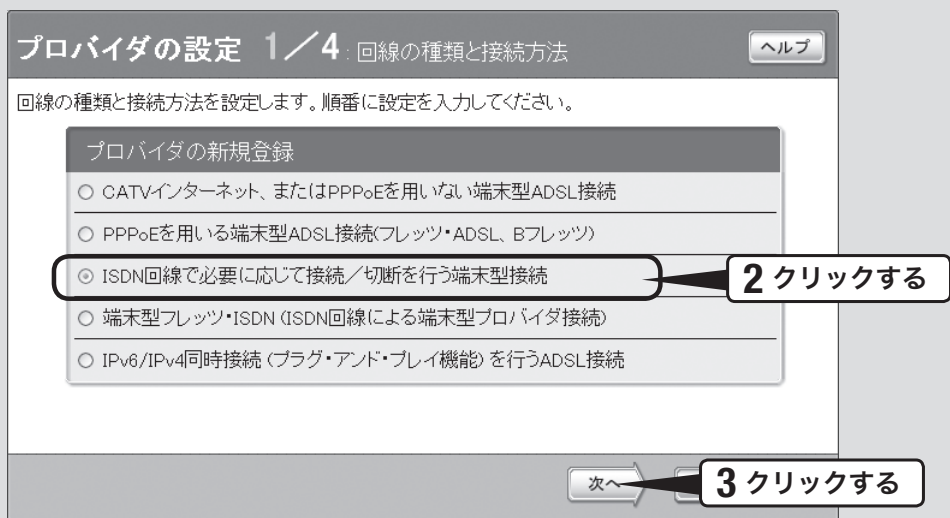 プロバイダの設定 1／4:回線の種類と接続方法
ヘルプ
回線の種類と接続方法を設定します。順番に設定を入力してください。
プロバイダの新規登録
CATVインターネット、またはPPPoEを用いない端末型ADSL接続
PPPoEを用いる端末型ADSL接続(フレッツ・ADSL、Bフレッツ)
ISDN回線で必要に応じて接続／切断を行う端末型接続
2 クリックする
端末型フレッツ・ISDN (ISDN回線による端末型プロバイダ接続)
IPv6/IPv4同時接続 (プラグ・アンド・プレイ機能) を行うADSL接続
次へ
3 クリックする